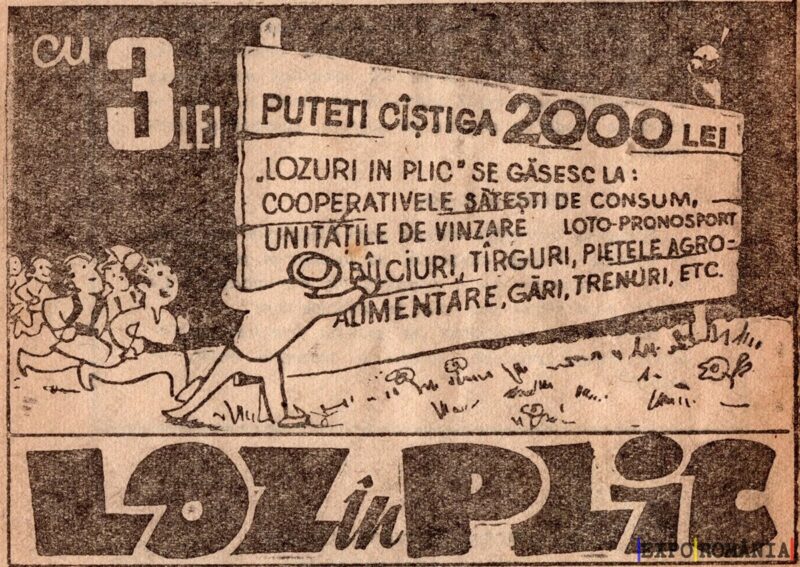 cu
3 LEI
PUTETI CÎȘTIGA 2000 LEI
„LOZURI IN PLIC" SE GĂSESC LA:
COOPERATIVELE SĂTEȘTI DE CONSUM,
UNITĂȚILE DE VINZARE LOTO-PRONOSPORT
BÎLCIURI, TÎRGURI, PIEȚELE AGRO-
ALIMENTARE, GĂRI, TRENURI, ETC.
LOZ în PLIC
EXPO ROMÂNIA